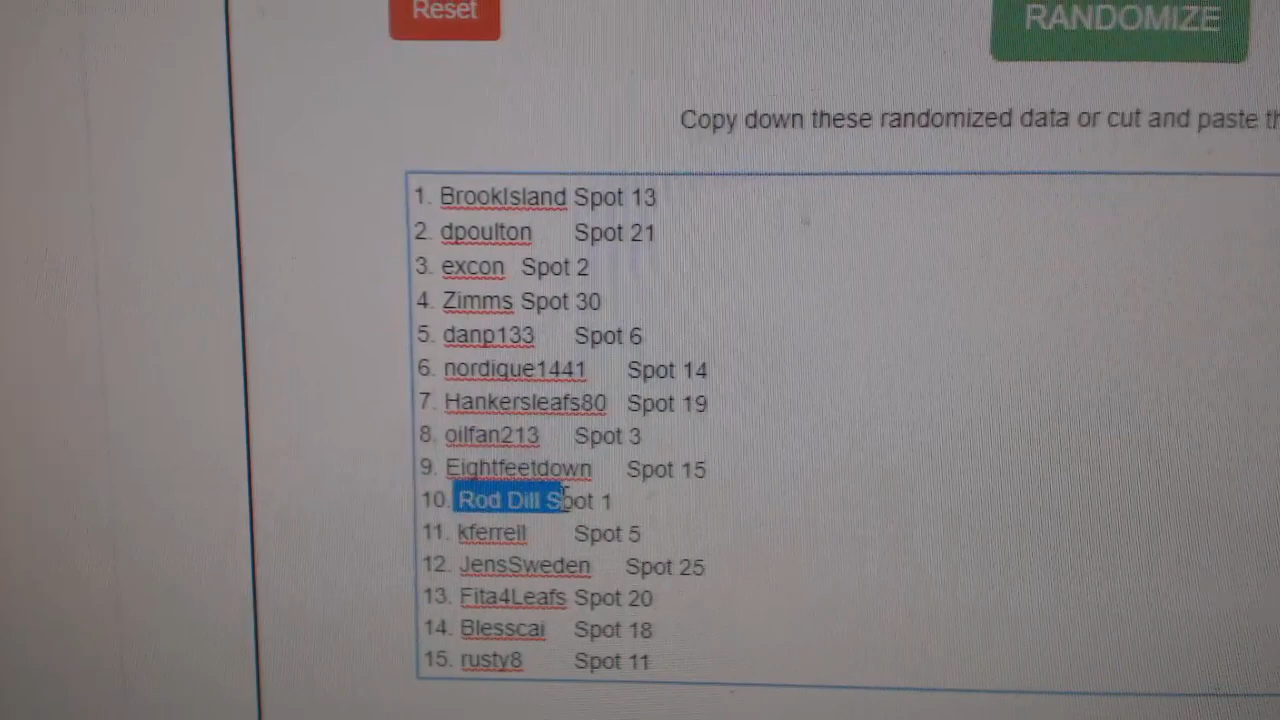 Reset
RANDOMIZE
Copy down these randomized data or cut and paste
1. BrookIsland Spot 13
2. dpoulton Spot 21
3. excon Spot 2
4. Zimms Spot 30
5. danp133 Spot 6
6. nordique1441 Spot 14
7. Hankersleafs80 Spot 19
8. oilfan213 Spot 3
9. Eightfeetdown Spot 15
10. Rod Dill Spot 1
11. kferrell Spot 5
12. JensSweden Spot 25
13. Fita4Leafs Spot 20
14. Blesscai Spot 18
15. rusty8 Spot 11